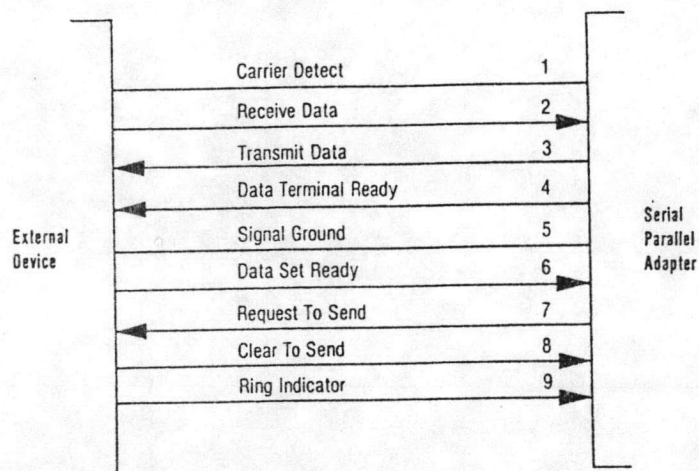 Carrier Detect 1
Receive Data 2
Transmit Data 3
Data Terminal Ready 4
External
Device
Signal Ground 5
Data Set Ready 6
Request To Send 7
Clear To Send 8
Ring Indicator 9
Serial
Parallel
Adapter